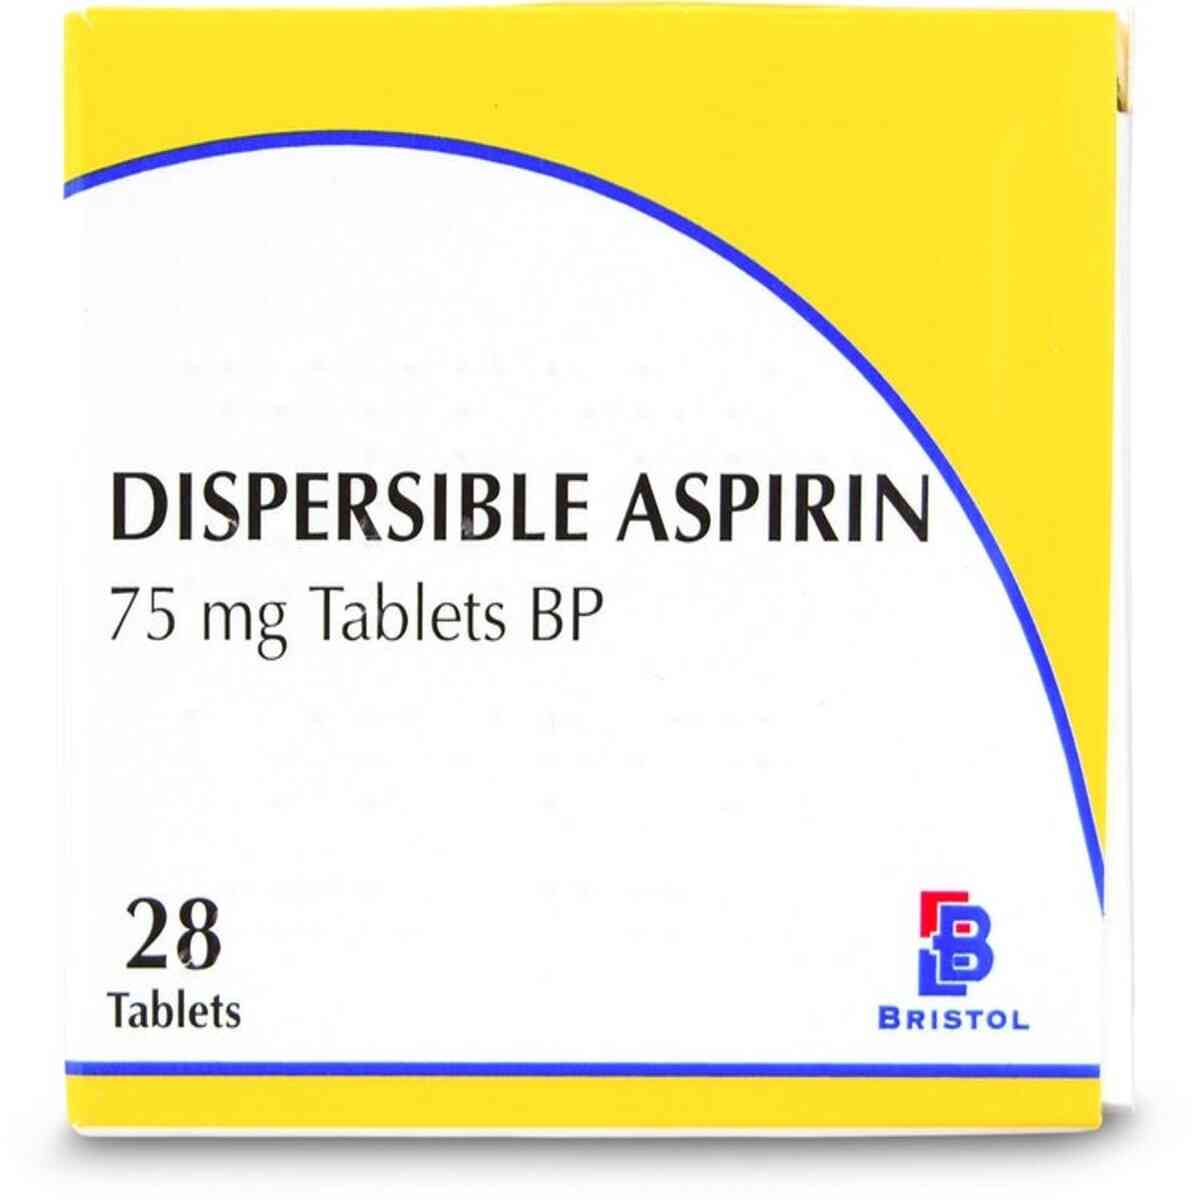 DISPERSIBLE ASPIRIN
75 mg Tablets BP
28
Tablets
B
BRISTOL